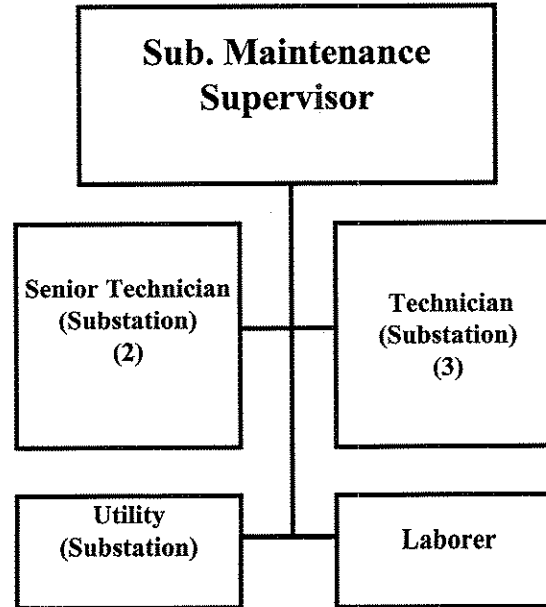 Sub. Maintenance
Supervisor
Senior Technician
(Substation)
(2)
Technician
(Substation)
(3)
Utility
(Substation)
Laborer